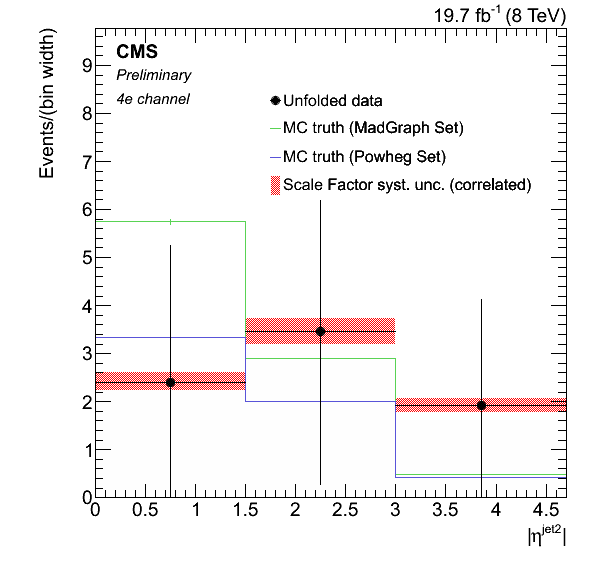 19.7 fb⁻¹ (8 TeV)
Events/(bin width)
CMS
Preliminary
4e channel
Unfolded data
MC truth (MadGraph Set)
MC truth (Powheg Set)
Scale Factor syst. unc. (correlated)
9
8
7
6
5
4
3
2
1
0
0 0.5 1 1.5 2 2.5 3 3.5 4 4.5
|η^jet2|